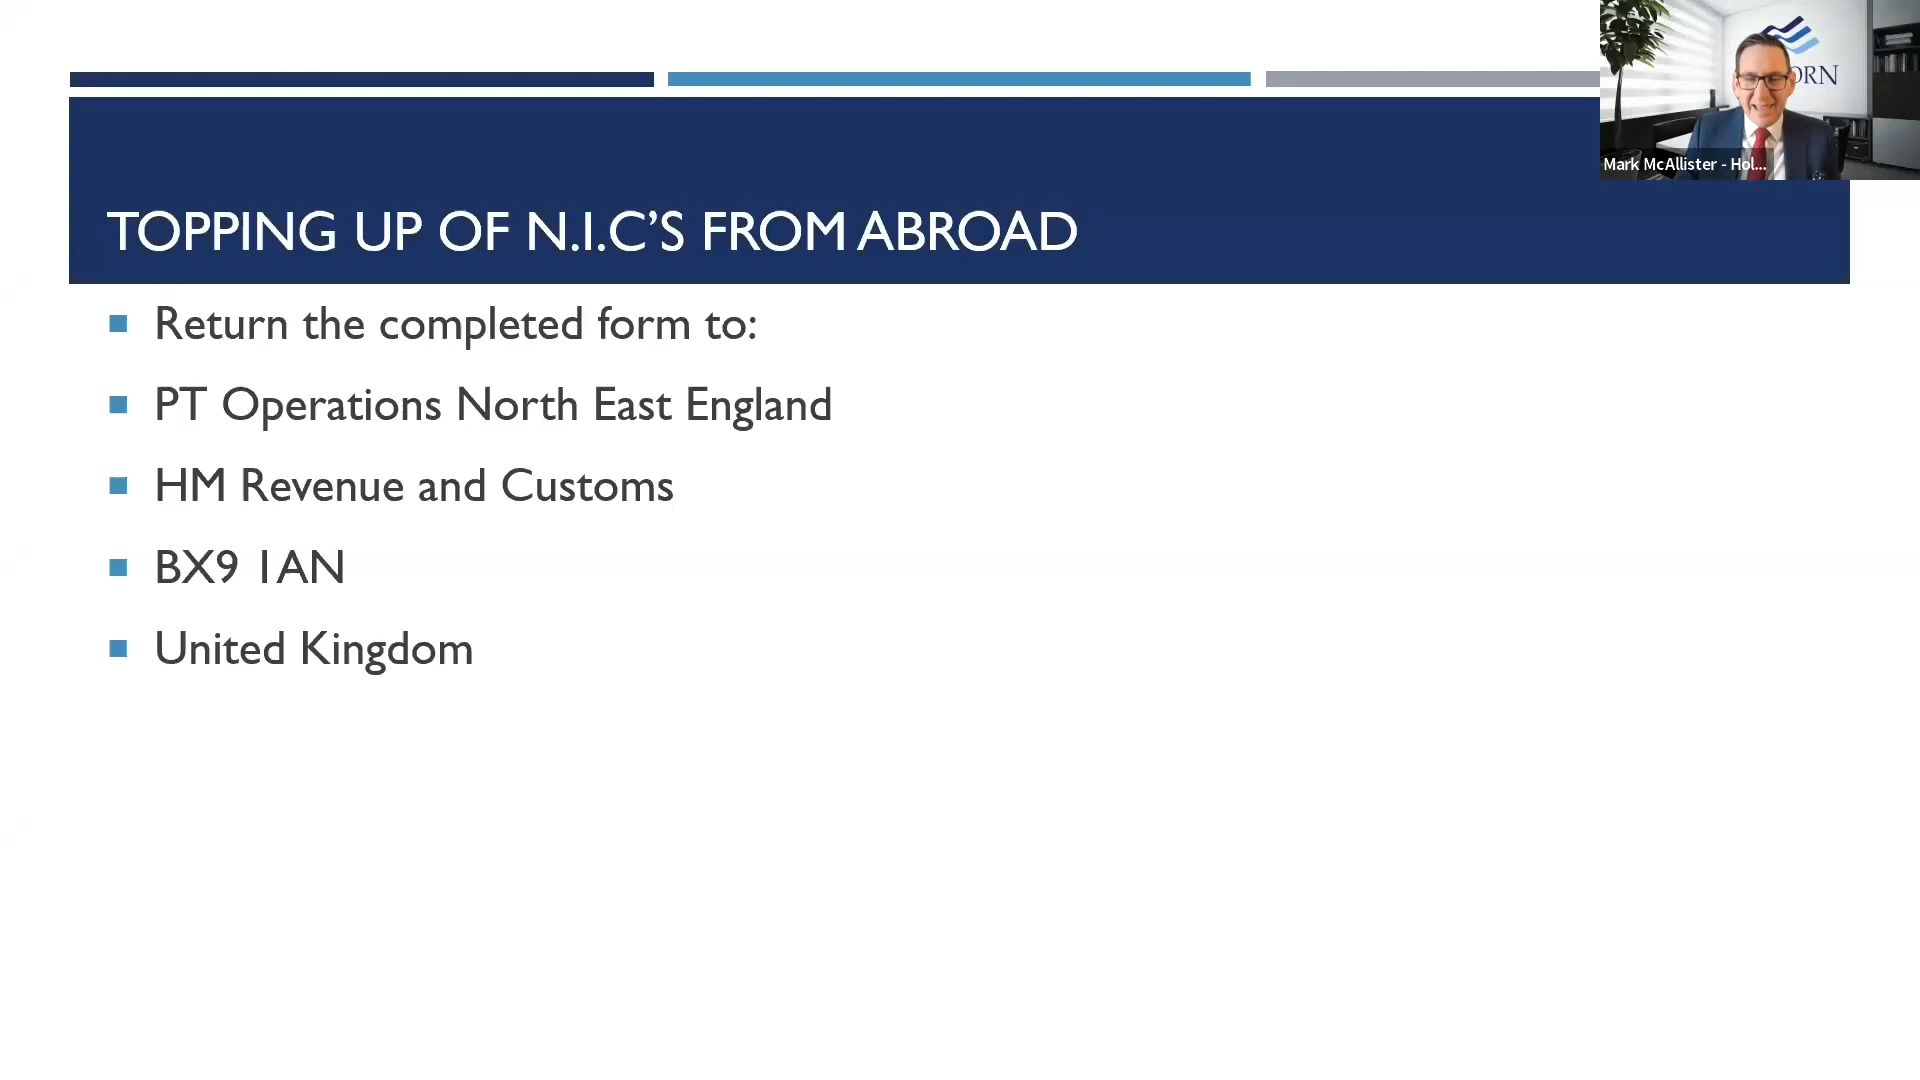 TOPPING UP OF N.I.C’S FROM ABROAD
Return the completed form to:
PT Operations North East England
HM Revenue and Customs
BX9 1AN
United Kingdom
ORN
Mark McAllister - Hol...